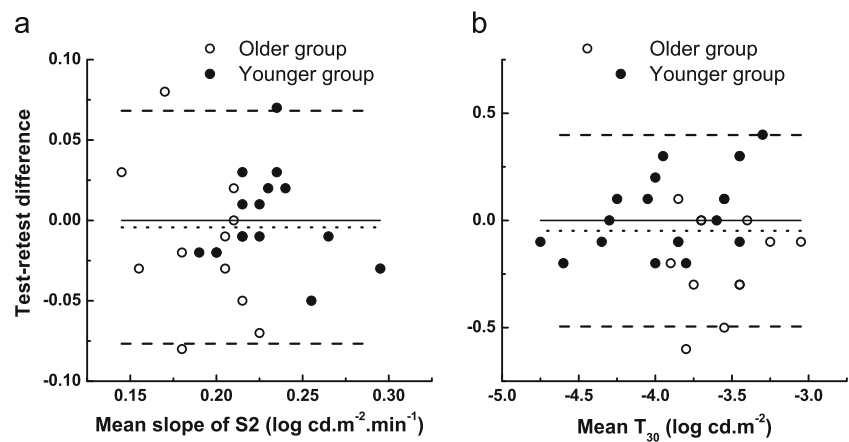 a
Older group
Younger group
0.10
0.05
0.00
-0.05
-0.10
Test-retest difference
0.15 0.20 0.25 0.30
Mean slope of S2 (log cd.m⁻².min⁻¹)
b
Older group
Younger group
0.5
0.0
-0.5
-5.0 -4.5 -4.0 -3.5 -3.0
Mean T₃₀ (log cd.m⁻²)